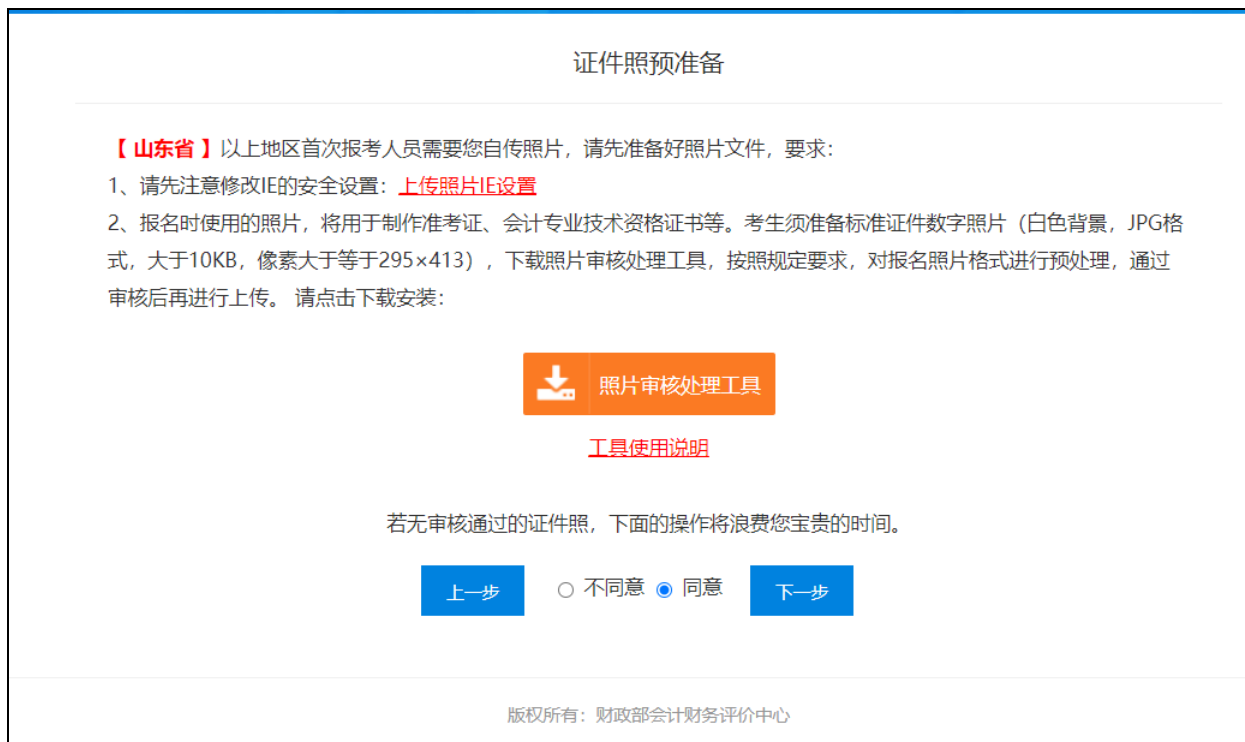 证件照预准备
【 山东省 】以上地区首次报考人员需要您自传照片，请先准备好照片文件，要求：
1、请先注意修改IE的安全设置：上传照片IE设置
2、报名时使用的照片，将用于制作准考证、会计专业技术资格证书等。考生须准备标准证件数字照片（白色背景，JPG格
式，大于10KB，像素大于等于295×413），下载照片审核处理工具，按照规定要求，对报名照片格式进行预处理，通过
审核后再进行上传。 请点击下载安装：
照片审核处理工具
工具使用说明
若无审核通过的证件照，下面的操作将浪费您宝贵的时间。
上一步 不同意 同意 下一步
版权所有：财政部会计财务评价中心